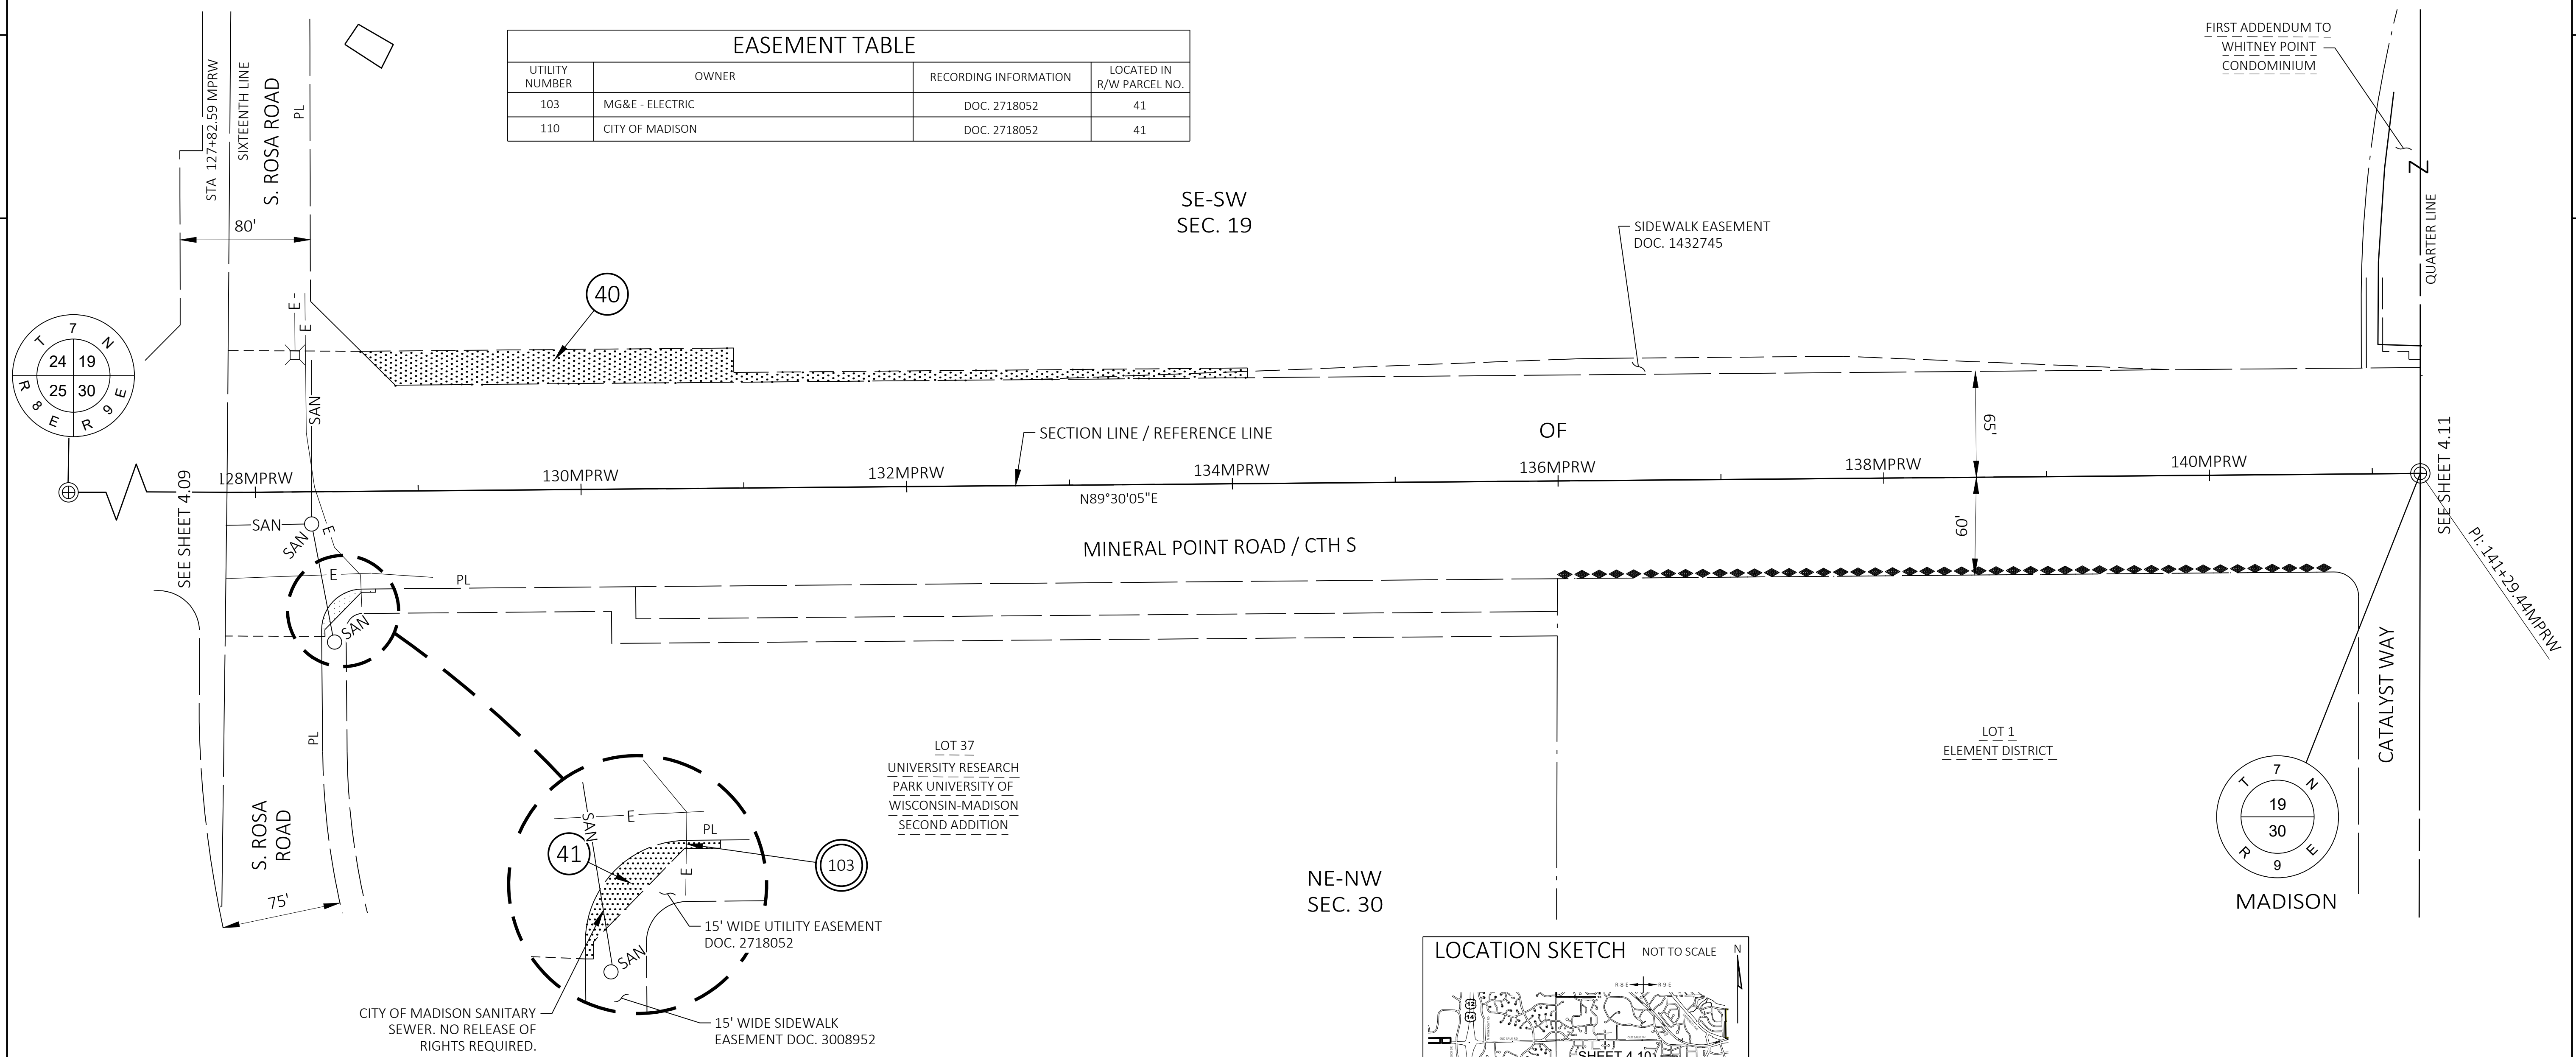 EASEMENT TABLE
UTILITY NUMBER OWNER RECORDING INFORMATION LOCATED IN R/W PARCEL NO.
103 MG&E - ELECTRIC DOC. 2718052 41
110 CITY OF MADISON DOC. 2718052 41
FIRST ADDENDUM TO
WHITNEY POINT
CONDOMINIUM
STA 127+82.59 MPRW
SIXTEENTH LINE
S. ROSA ROAD
PL
80'
SE-SW
SEC. 19
SIDEWALK EASEMENT
DOC. 1432745
Z
QUARTER LINE
40
E
E
T 7 N
24 19
25 30
R 8 E R 9 E
SAN
65'
SECTION LINE / REFERENCE LINE
OF
128MPRW
130MPRW
132MPRW
134MPRW
136MPRW
138MPRW
140MPRW
N89°30'05"E
SEE SHEET 4.09
SEE SHEET 4.11
SAN
SAN
E
60'
MINERAL POINT ROAD / CTH S
PI: 141+29.44MPRW
E
PL
SAN
PL
CATALYST WAY
LOT 37
UNIVERSITY RESEARCH
PARK UNIVERSITY OF
WISCONSIN-MADISON
SECOND ADDITION
LOT 1
ELEMENT DISTRICT
S. ROSA
ROAD
75'
SAN
E
PL
41
103
E
T 7 N
19
30
R 9 E
MADISON
NE-NW
SEC. 30
15' WIDE UTILITY EASEMENT
DOC. 2718052
SAN
CITY OF MADISON SANITARY
SEWER. NO RELEASE OF
RIGHTS REQUIRED.
15' WIDE SIDEWALK
EASEMENT DOC. 3008952
LOCATION SKETCH NOT TO SCALE N
R-8-E R-9-E
SHEET 4.10